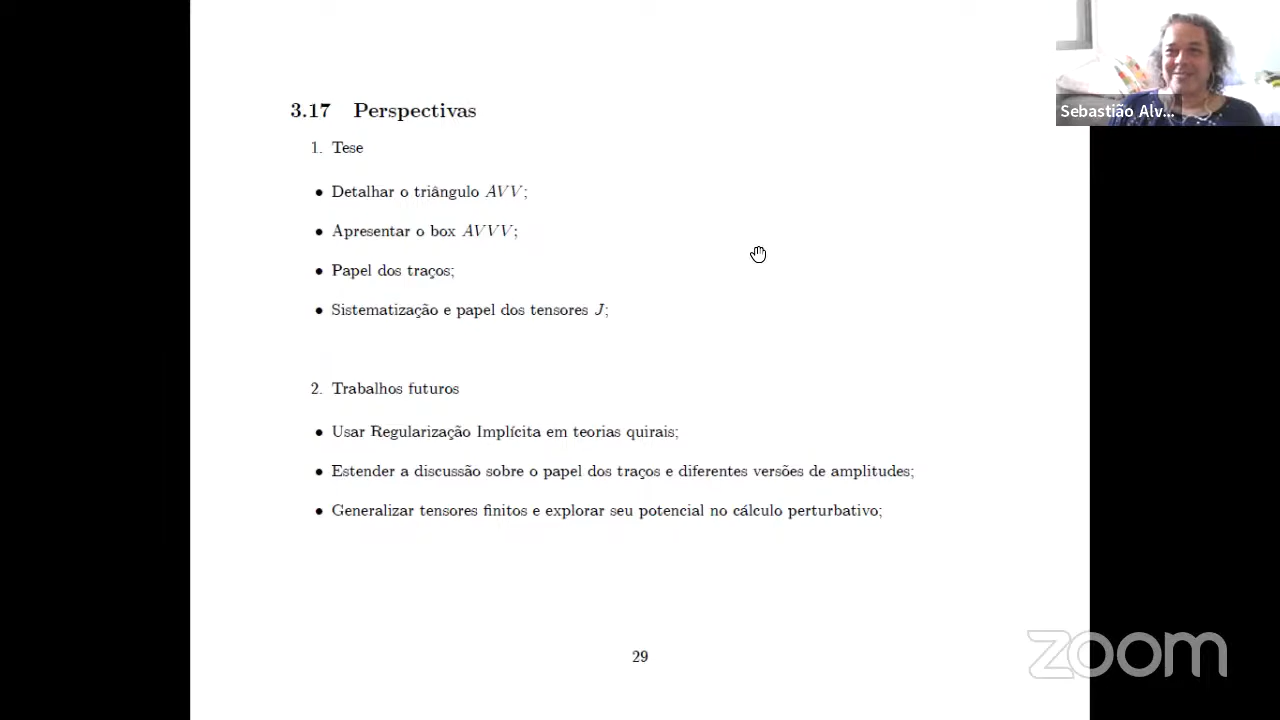 3.17 Perspectivas
Sebastião Alv...
1. Tese
• Detalhar o triângulo AVV;
• Apresentar o box AVVV;
• Papel dos traços;
• Sistematização e papel dos tensores J;
2. Trabalhos futuros
• Usar Regularização Implícita em teorias quirais;
• Estender a discussão sobre o papel dos traços e diferentes versões de amplitudes;
• Generalizar tensores finitos e explorar seu potencial no cálculo perturbativo;
29
zoom